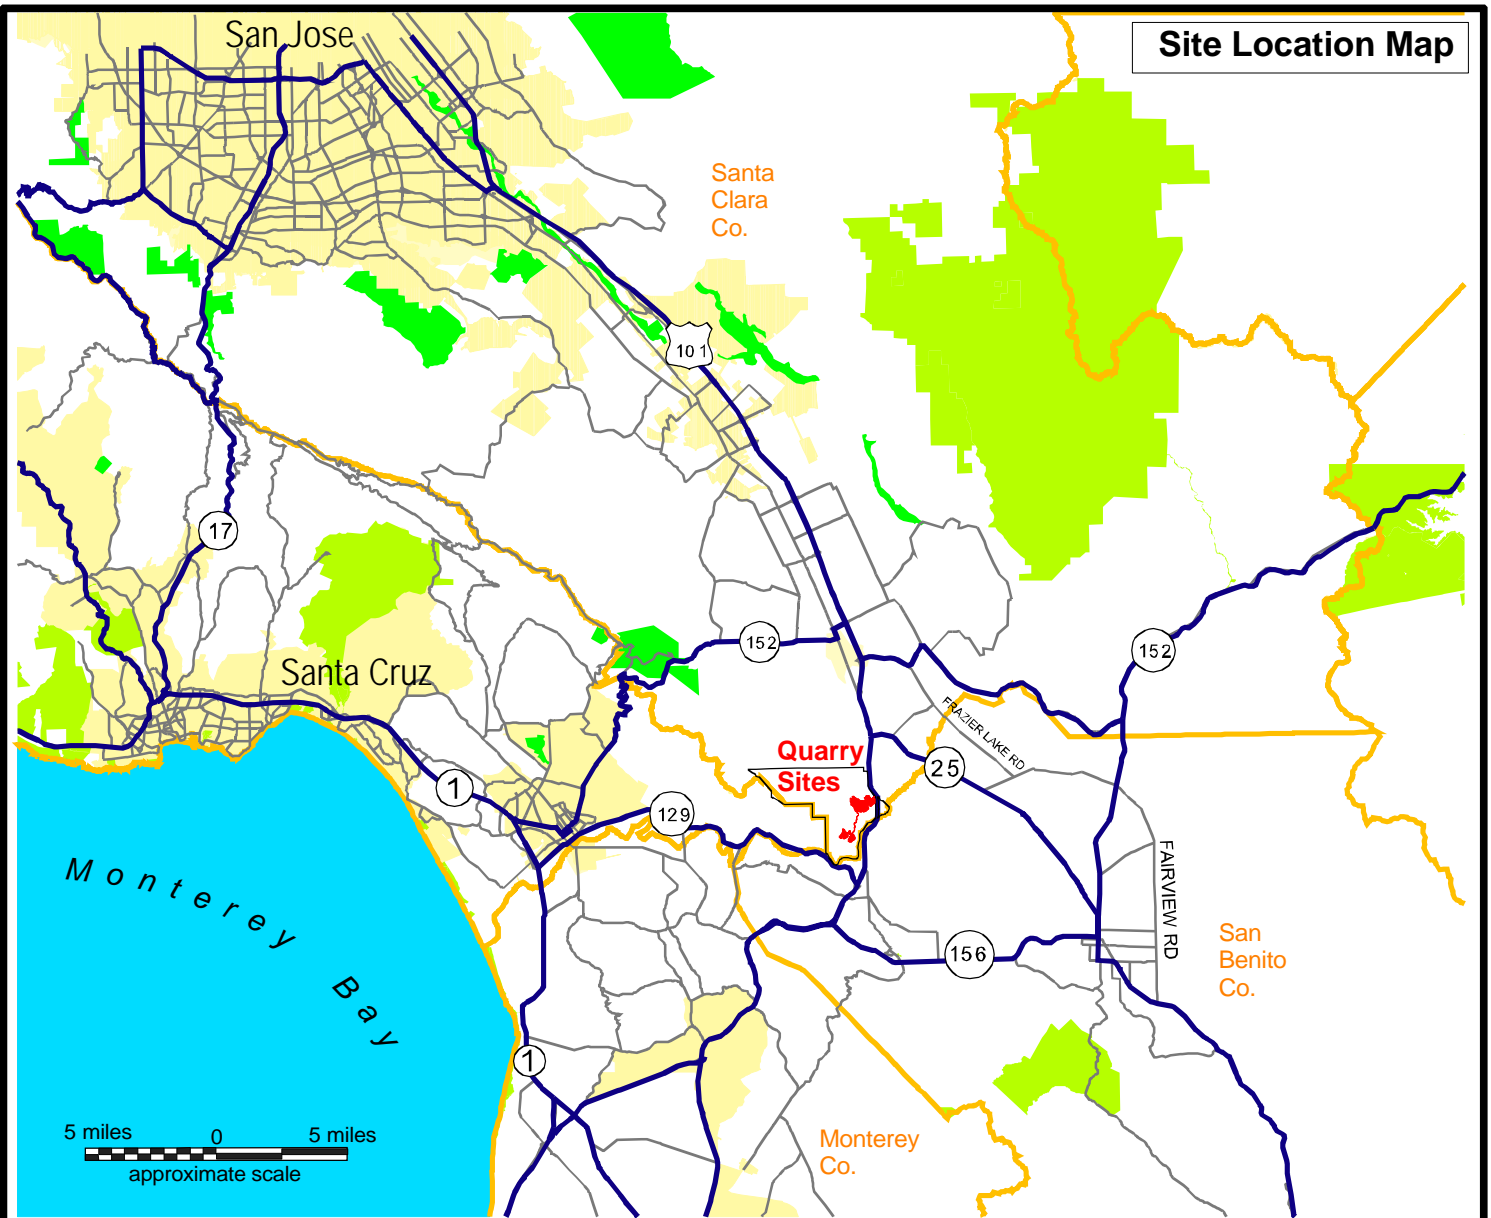 San Jose
Site Location Map
Santa
Clara
Co.
101
17
152
152
Santa Cruz
FRAZIER LAKE RD
Quarry
Sites
25
1
129
FAIRVIEW RD
Monterey Bay
156
San
Benito
Co.
1
5 miles 0 5 miles
approximate scale
Monterey
Co.